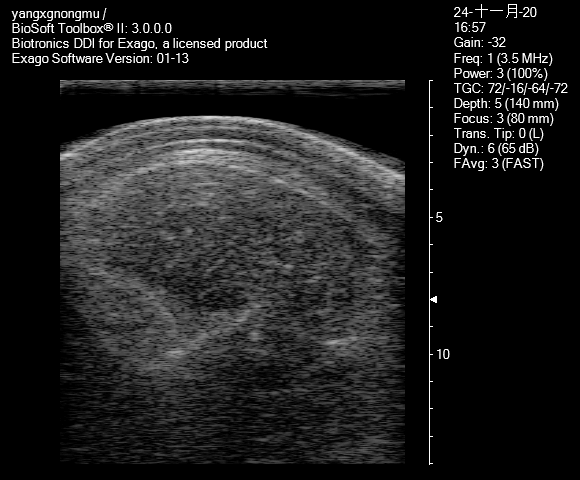 yangxgnongmu /
BioSoft Toolbox® II: 3.0.0.0
Biotronics DDI for Exago, a licensed product
Exago Software Version: 01-13
24-十一月-20
16:57
Gain: -32
Freq: 1 (3.5 MHz)
Power: 3 (100%)
TGC: 72/-16/-64/-72
Depth: 5 (140 mm)
Focus: 3 (80 mm)
Trans. Tip: 0 (L)
Dyn.: 6 (65 dB)
FAvg: 3 (FAST)
5
10